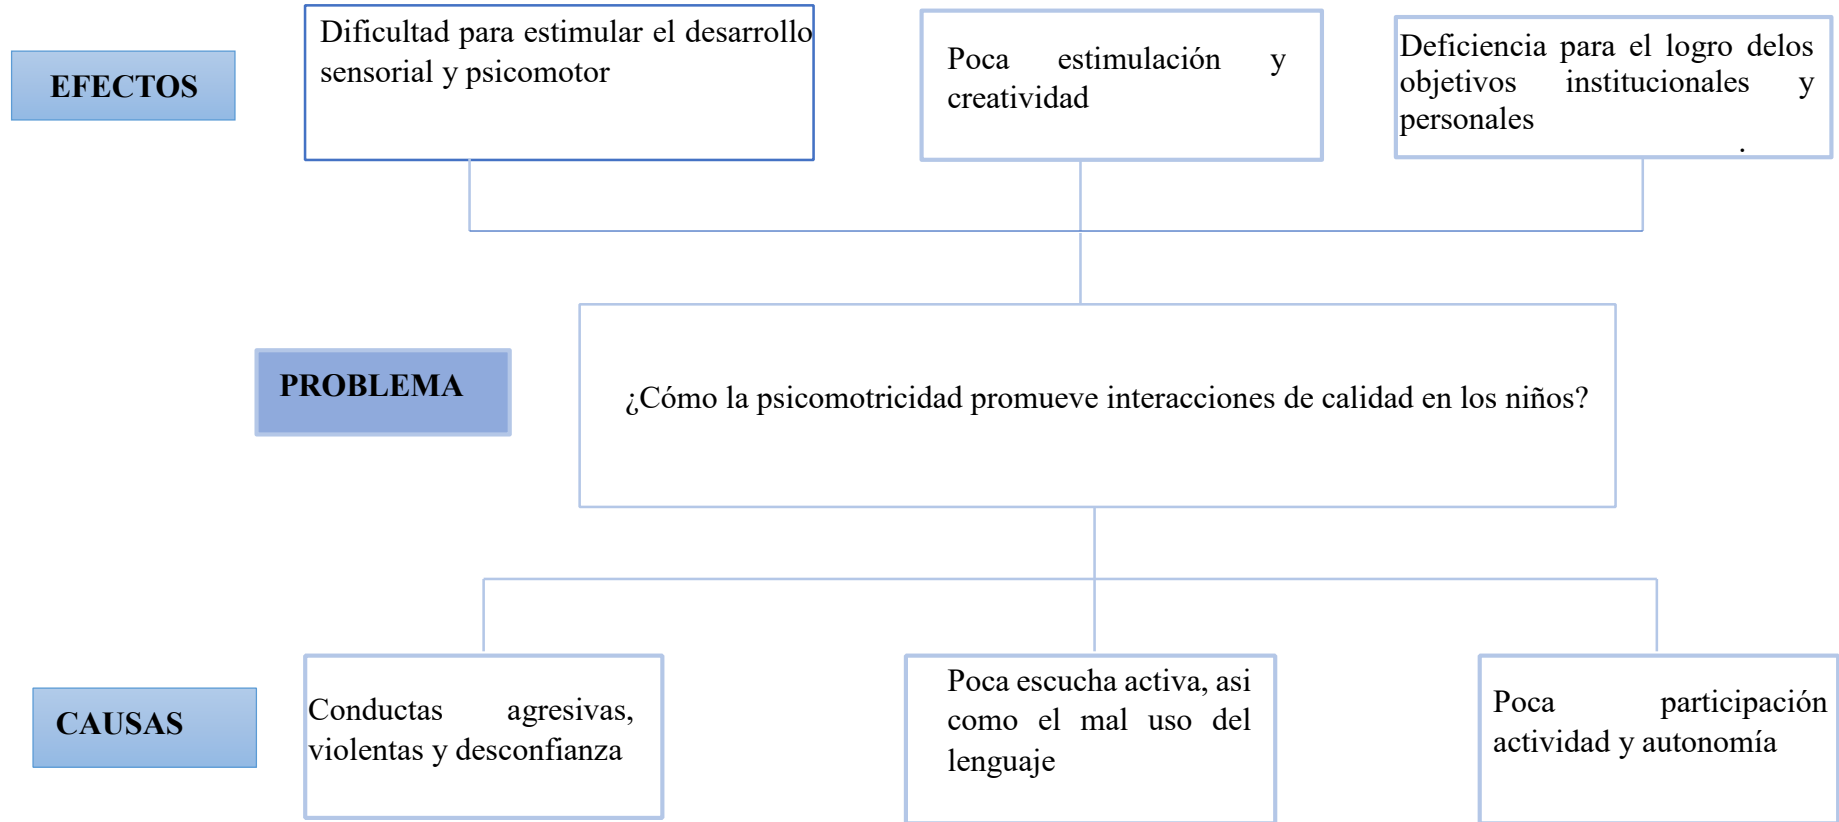 EFECTOS
Dificultad para estimular el desarrollo
sensorial y psicomotor
Poca estimulación y
creatividad
Deficiencia para el logro delos
objetivos institucionales y
personales
.
PROBLEMA
¿Cómo la psicomotricidad promueve interacciones de calidad en los niños?
CAUSAS
Conductas agresivas,
violentas y desconfianza
Poca escucha activa, asi
como el mal uso del
lenguaje
Poca participación
actividad y autonomía